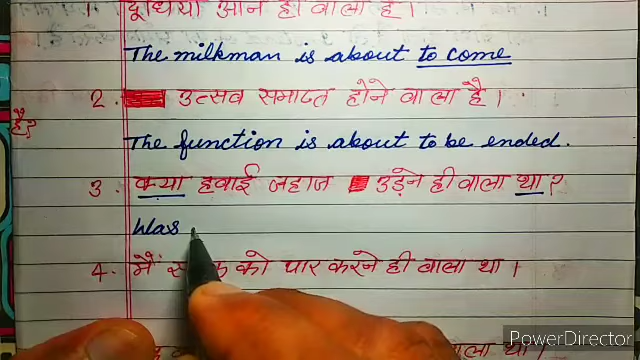 1. दूधिया आने ही वाला है।
The milkman is about to come
2. उत्सव समाप्त होने वाला है।
है?
The function is about to be ended.
3. क्या हवाई जहाज उड़ने ही वाला था?
Was
4. मैं को पार करने ही वाला था।
वाला था।
PowerDirector